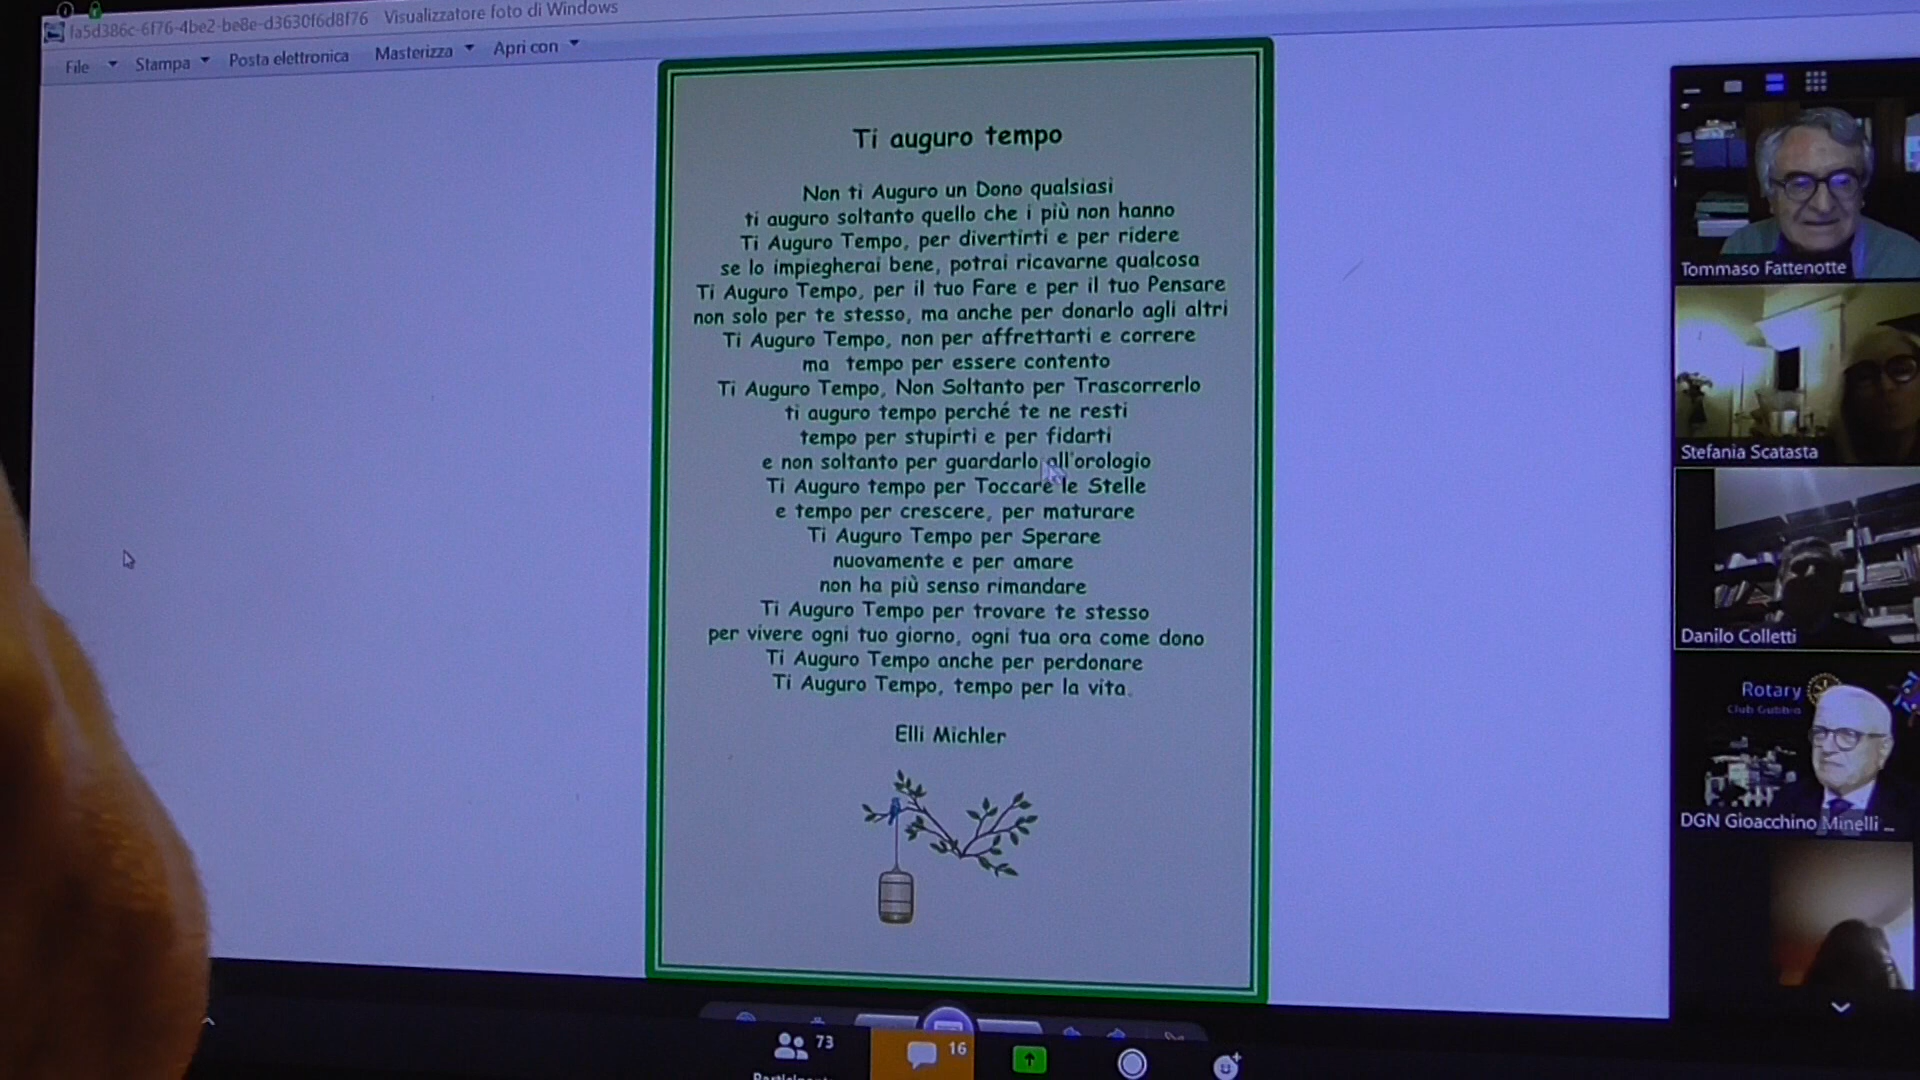 fa5d386c-6f76-4be2-be8e-d3630f6d8f76 Visualizzatore foto di Windows
File Stampa Posta elettronica Masterizza Apri con
Ti auguro tempo
Non ti Auguro un Dono qualsiasi
ti auguro soltanto quello che i più non hanno
Ti Auguro Tempo, per divertirti e per ridere
se lo impiegherai bene, potrai ricavarne qualcosa
Ti Auguro Tempo, per il tuo Fare e per il tuo Pensare
non solo per te stesso, ma anche per donarlo agli altri
Ti Auguro Tempo, non per affrettarti e correre
ma tempo per essere contento
Ti Auguro Tempo, Non Soltanto per Trascorrerlo
ti auguro tempo perché te ne resti
tempo per stupirti e per fidarti
e non soltanto per guardarlo all'orologio
Ti Auguro tempo per Toccare le Stelle
e tempo per crescere, per maturare
Ti Auguro Tempo per Sperare
nuovamente e per amare
non ha più senso rimandare
Ti Auguro Tempo per trovare te stesso
per vivere ogni tuo giorno, ogni tua ora come dono
Ti Auguro Tempo anche per perdonare
Ti Auguro Tempo, tempo per la vita.
Elli Michler
Tommaso Fattenotte
Stefania Scatasta
Danilo Colletti
Rotary
Club Gubbio
DGN Gioacchino Minelli ...
73
16